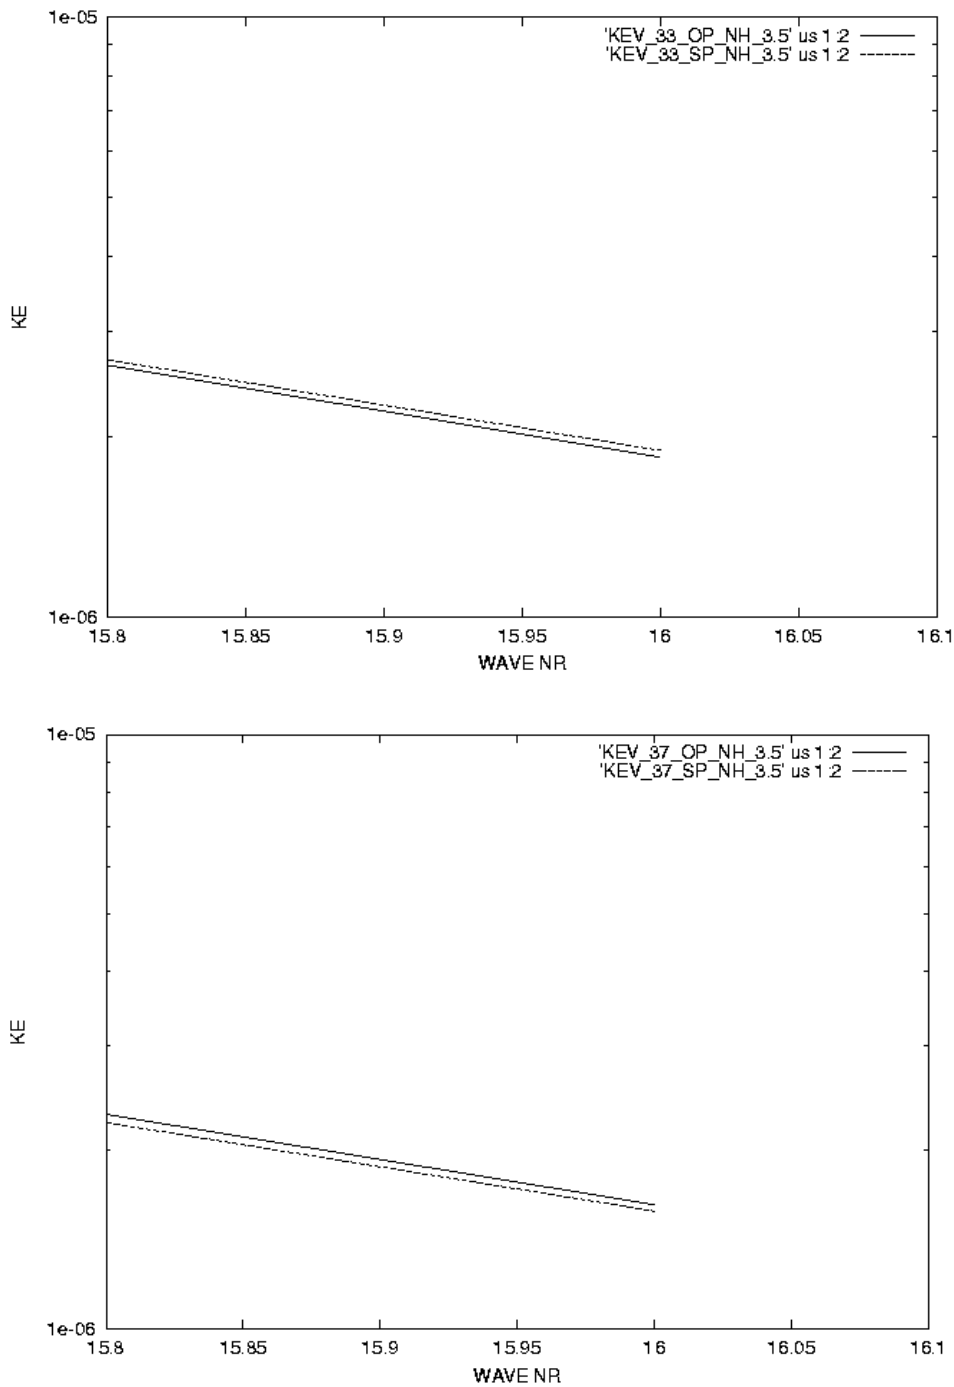 1e-05
'KEV_33_OP_NH_3.5' us 1:2
'KEV_33_SP_NH_3.5' us 1:2
KE
1e-06
15.8 15.85 15.9 15.95 16 16.05 16.1
WAVE NR
1e-05
'KEV_37_OP_NH_3.5' us 1:2
'KEV_37_SP_NH_3.5' us 1:2
KE
1e-06
15.8 15.85 15.9 15.95 16 16.05 16.1
WAVE NR